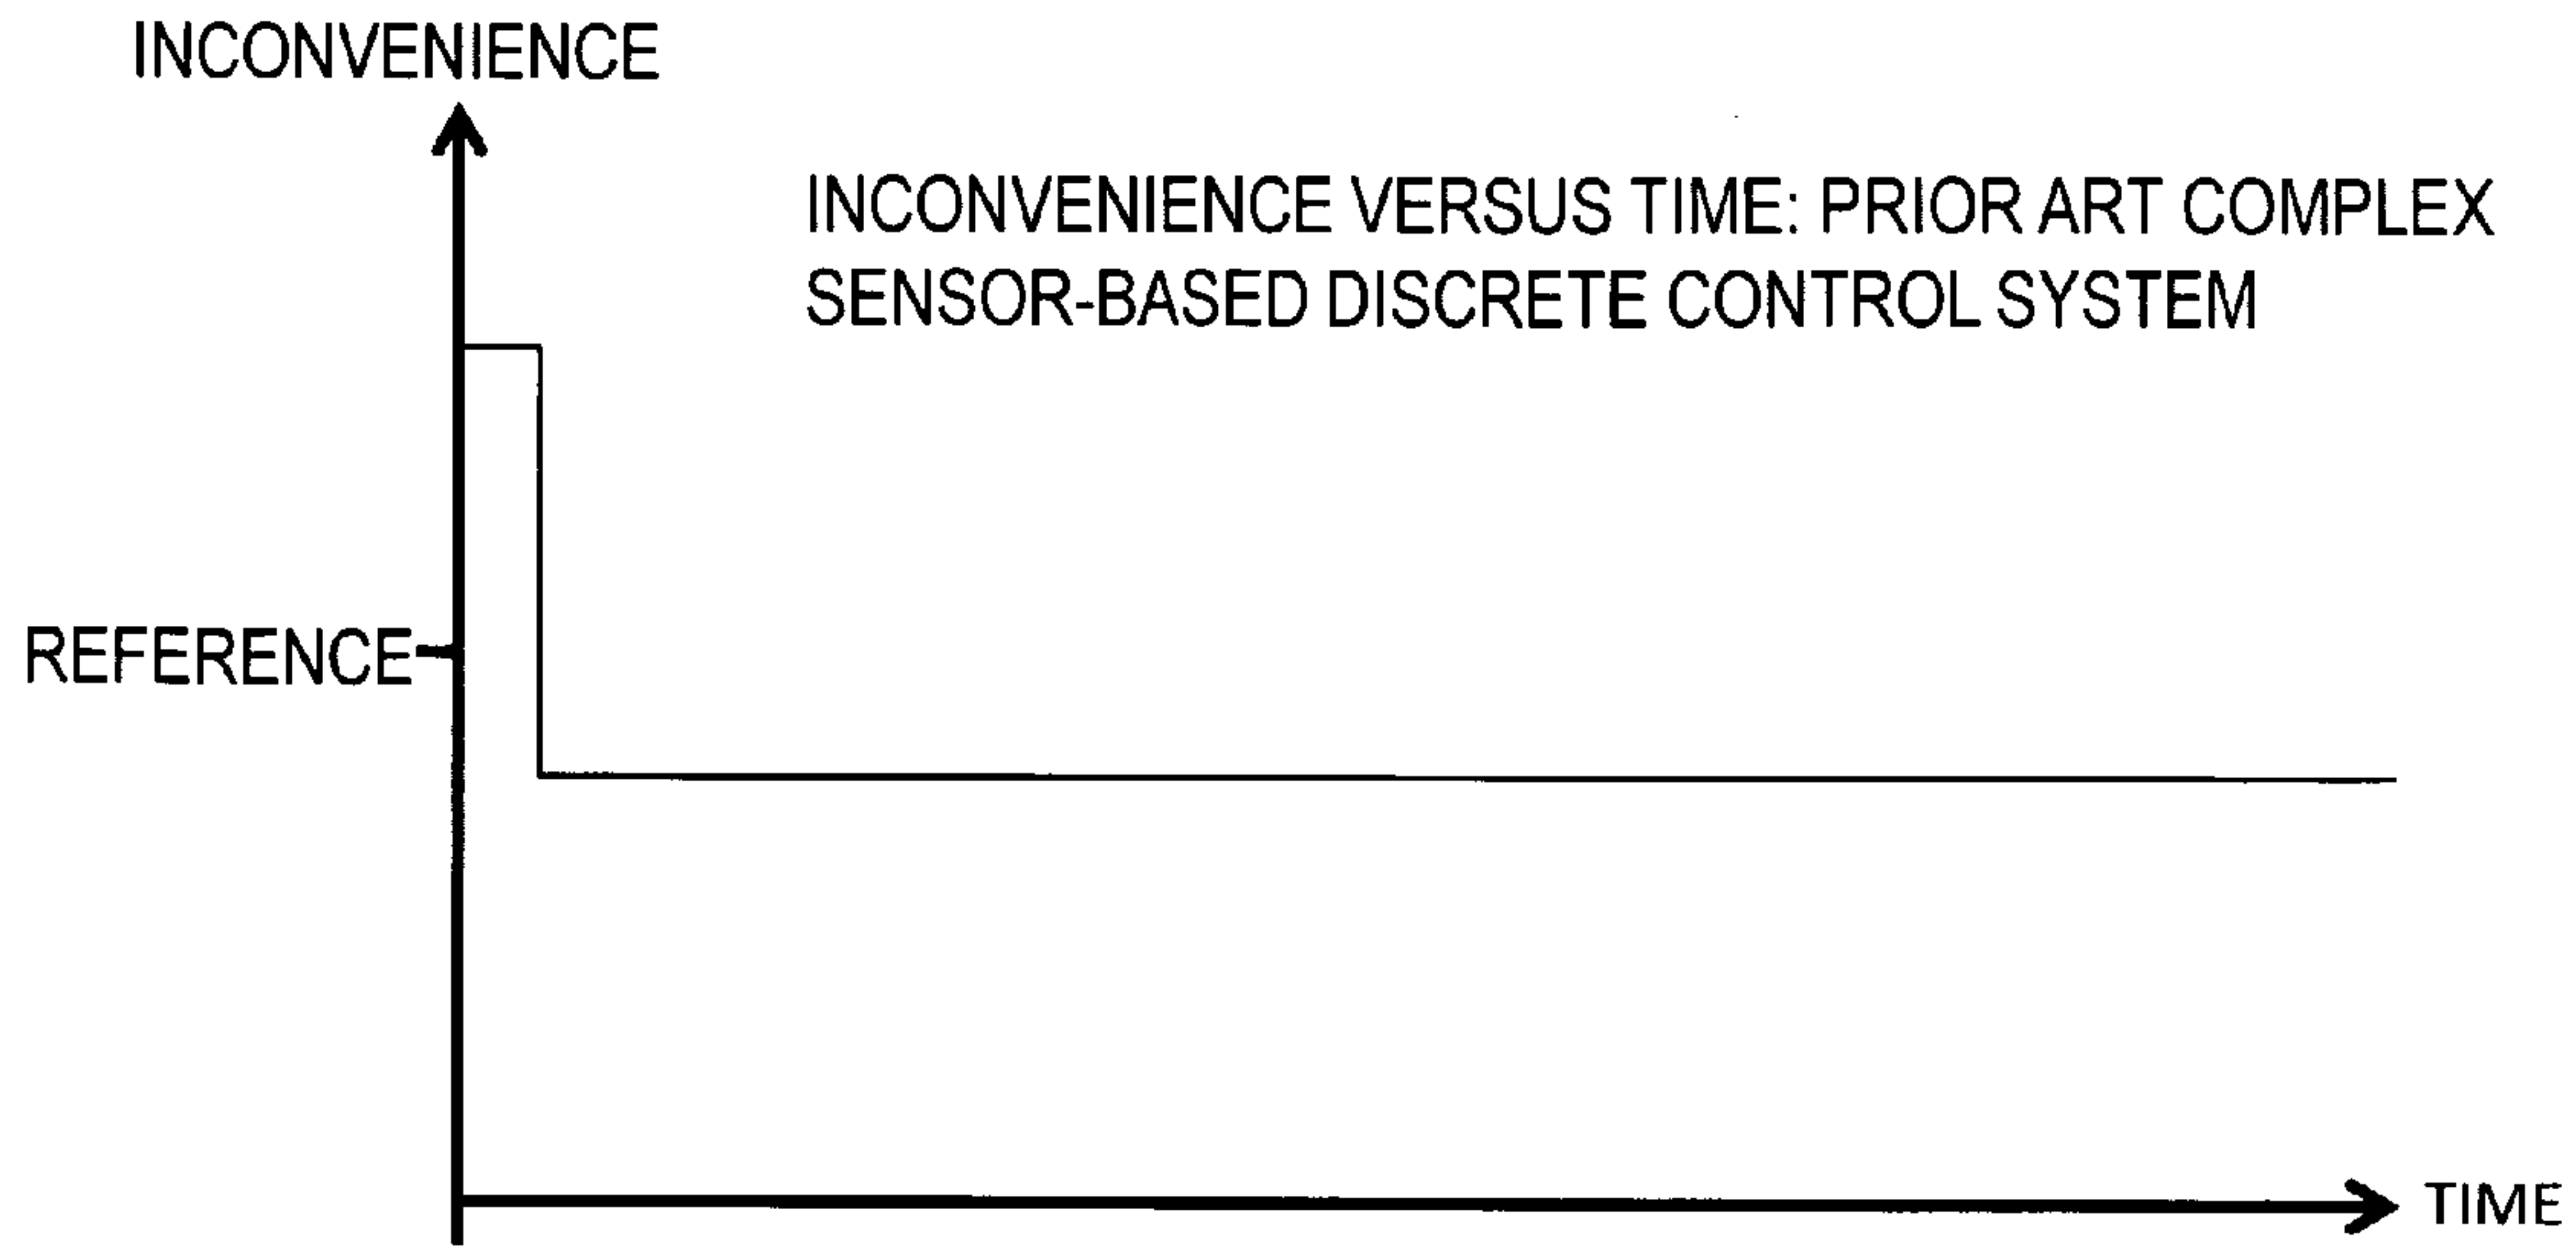 INCONVENIENCE
INCONVENIENCE VERSUS TIME: PRIOR ART COMPLEX
SENSOR-BASED DISCRETE CONTROL SYSTEM
REFERENCE
TIME